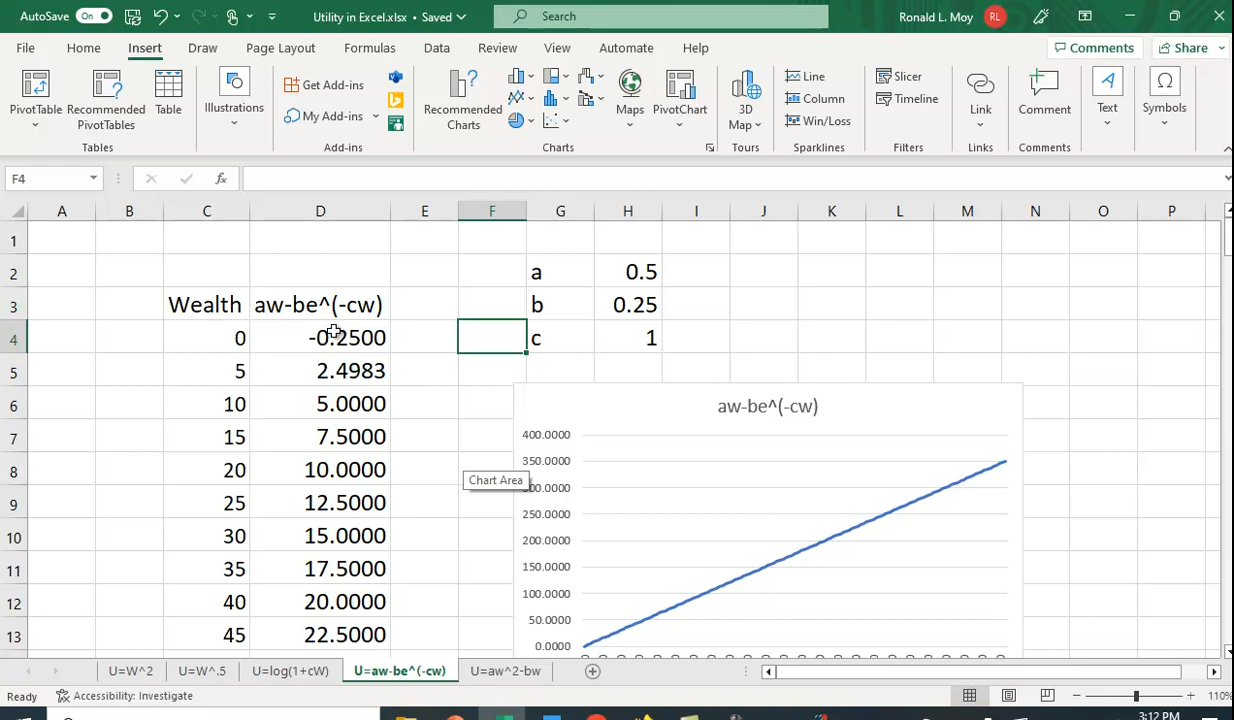 AutoSave On Utility in Excel.xlsx • Saved Search Ronald L. Moy RL
File Home Insert Draw Page Layout Formulas Data Review View Automate Help Comments Share
PivotTable Recommended PivotTables Table Illustrations Get Add-ins My Add-ins Recommended Charts Maps PivotChart 3D Map Line Column Win/Loss Slicer Timeline Link Comment Text Symbols
Tables Add-ins Charts Tours Sparklines Filters Links Comments
F4 fx
A B C D E F G H I J K L M N O P
1
2 a 0.5
3 Wealth aw-be^(-cw) b 0.25
4 0 -0.2500 c 1
5 5 2.4983
6 10 5.0000
7 15 7.5000
8 20 10.0000
9 25 12.5000
10 30 15.0000
11 35 17.5000
12 40 20.0000
13 45 22.5000
aw-be^(-cw)
400.0000
350.0000
Chart Area
250.0000
200.0000
150.0000
100.0000
50.0000
0.0000
U=W^2 U=W^.5 U=log(1+cW) U=aw-be^(-cw) U=aw^2-bw
Ready Accessibility: Investigate 110%
3:12 PM